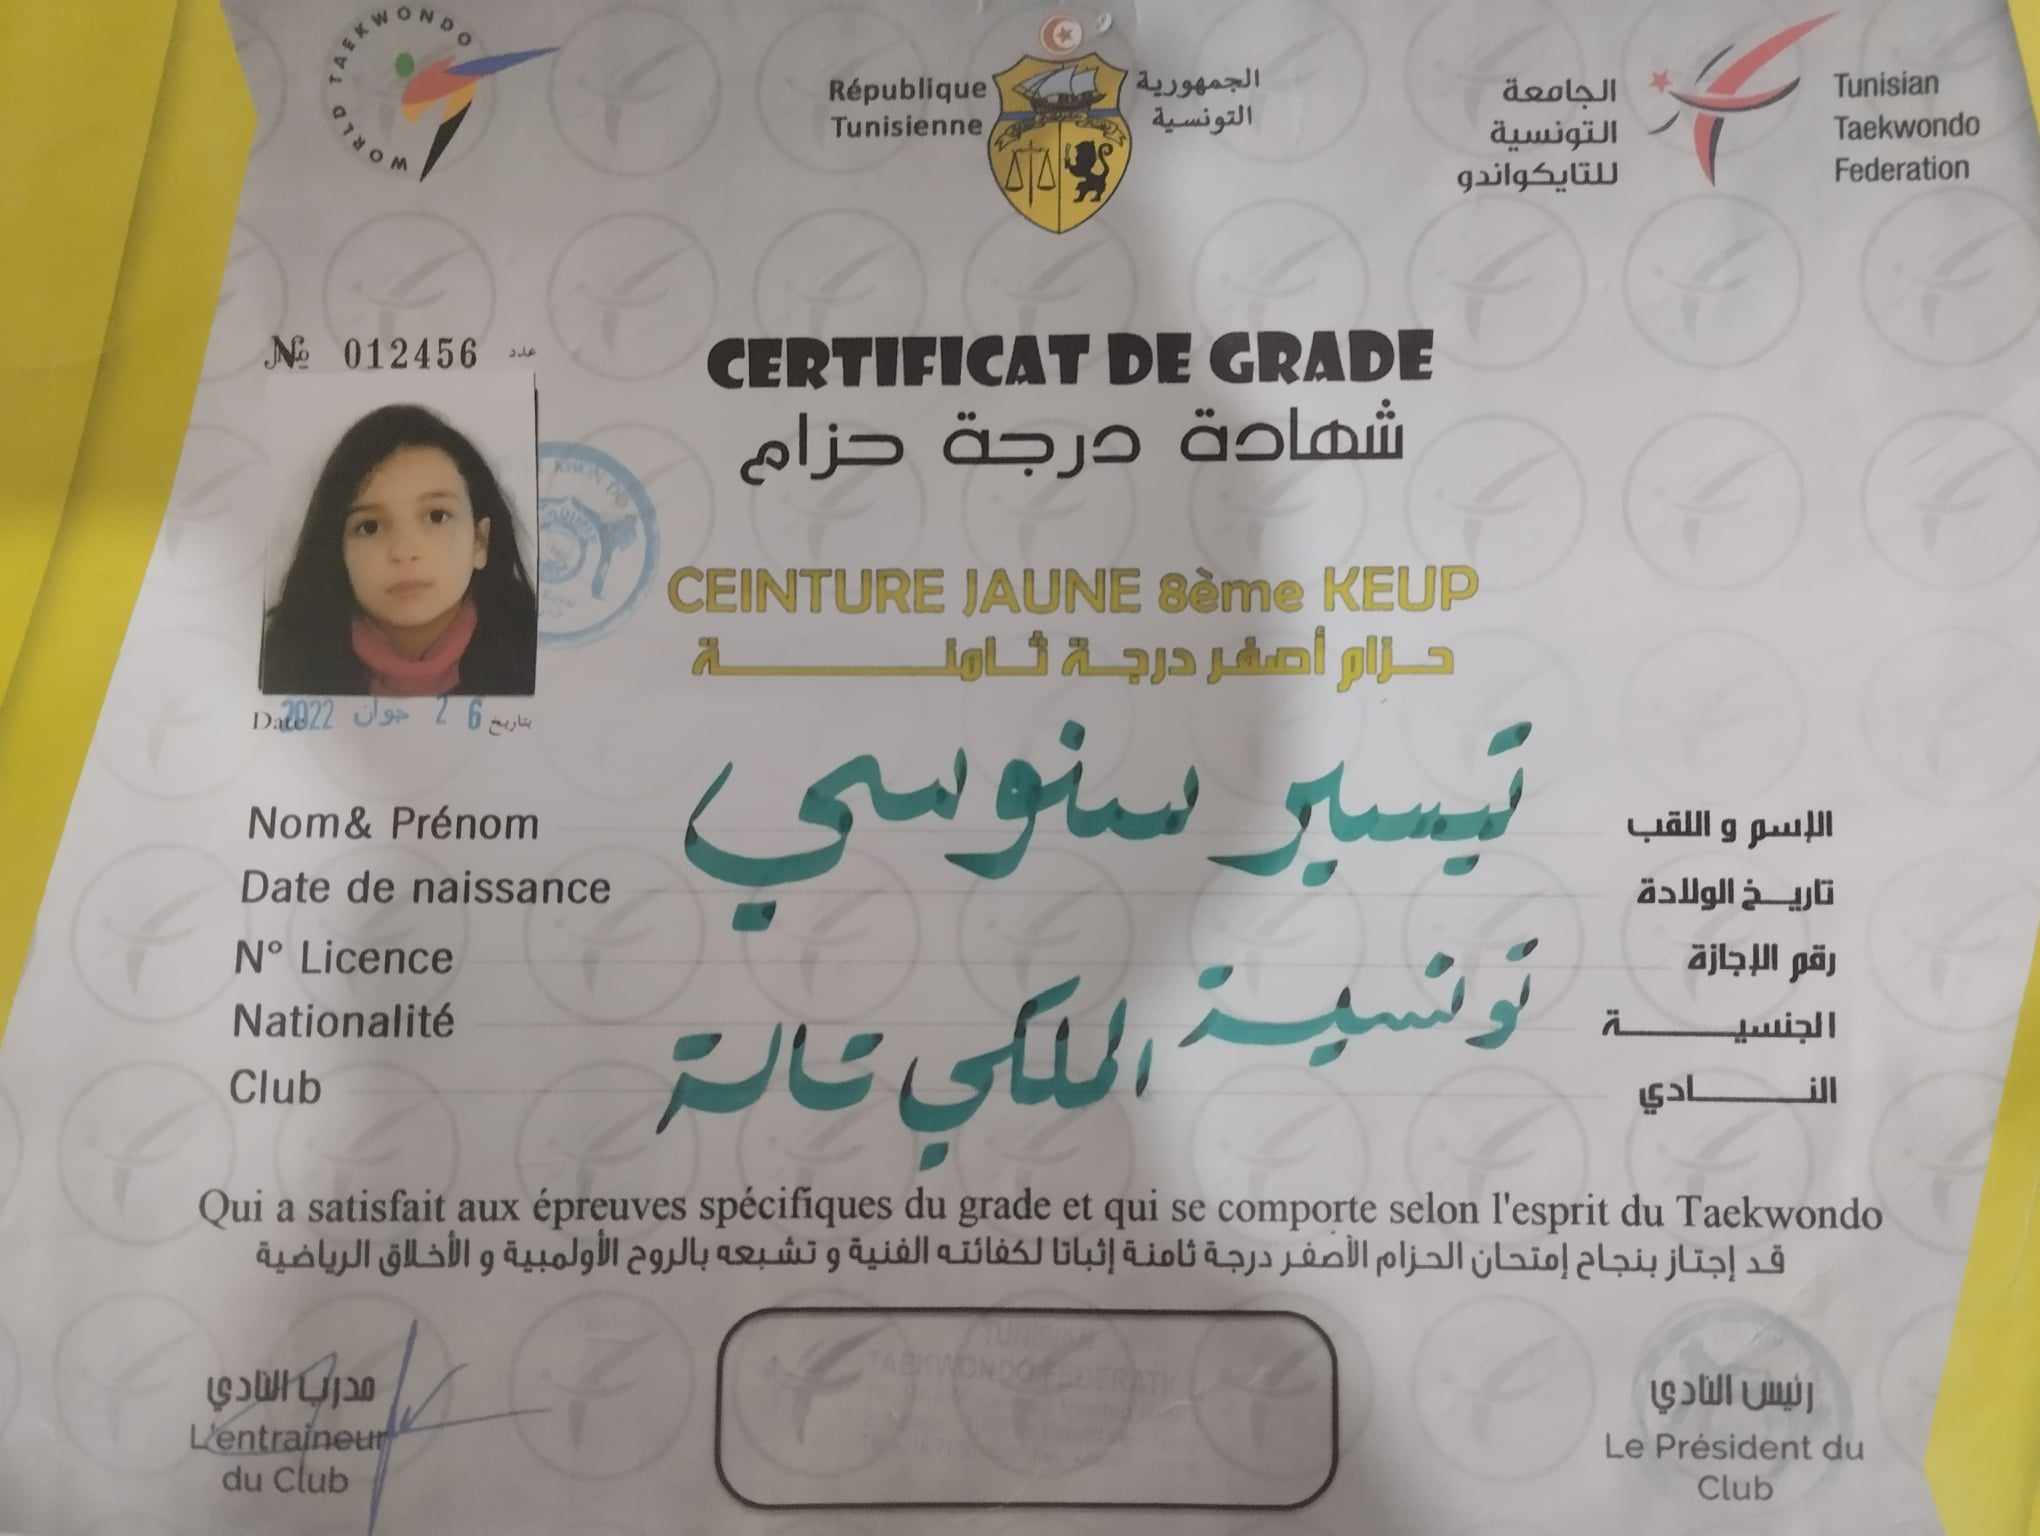 WORLD TAEKWONDO
République
Tunisienne
الجمهورية
التونسية
الجامعة
التونسية
للتايكواندو
Tunisian
Taekwondo
Federation
№ 012456 عدد
CERTIFICAT DE GRADE
شهادة درجة حزام
CEINTURE JAUNE 8ème KEUP
حزام أصفر درجة ثامنة
Date 2022 جوان 2 6 بتاريخ
Nom& Prénom تيسير سنوسي الإسم و اللقب
Date de naissance تاريخ الولادة
N° Licence رقم الإجازة
Nationalité تونسية الجنسية
Club الملكي تالة النادي
Qui a satisfait aux épreuves spécifiques du grade et qui se comporte selon l'esprit du Taekwondo
قد إجتاز بنجاح إمتحان الحزام الأصفر درجة ثامنة إثباتا لكفائته الفنية و تشبعه بالروح الأولمبية و الأخلاق الرياضية
مدرب النادي
L'entraineur
du Club
TUNISIAN
TAEKWONDO FEDERATI
رئيس النادي
Le Président du
Club